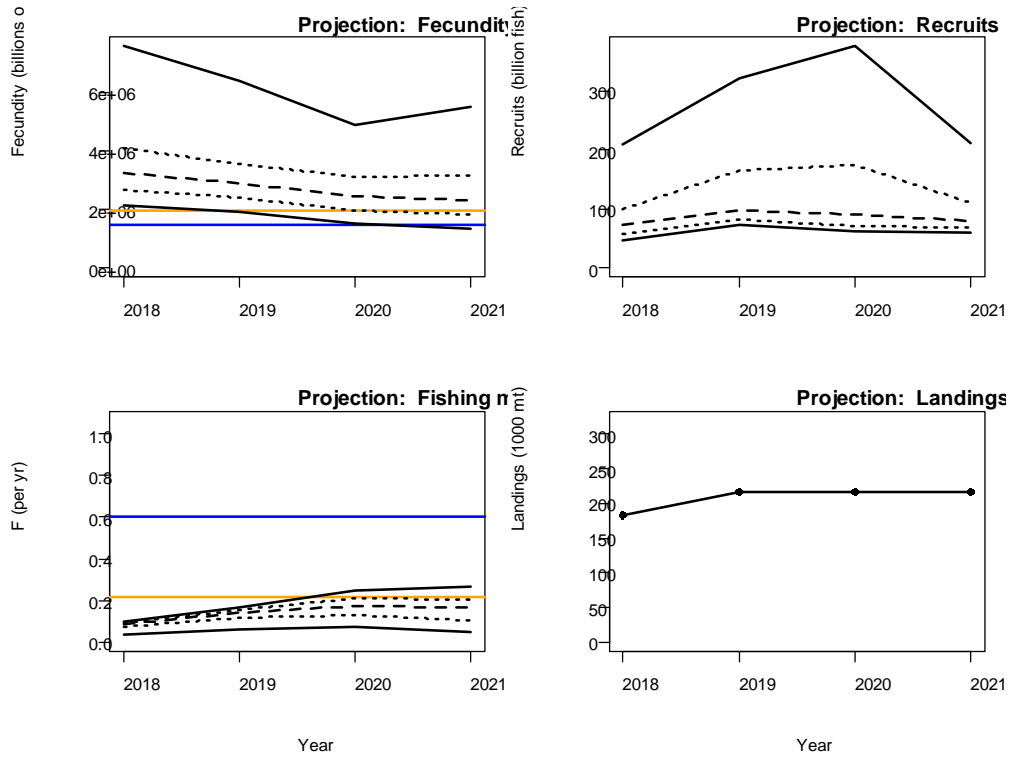 Projection: Fecundity
Fecundity (billions o
6e+06
4e+06
2e+06
0e+00
2018 2019 2020 2021
Projection: Recruits
Recruits (billion fish)
300
200
100
0
2018 2019 2020 2021
Projection: Fishing m
F (per yr)
1.0
0.8
0.6
0.4
0.2
0.0
2018 2019 2020 2021
Year
Projection: Landings
Landings (1000 mt)
300
250
200
150
100
50
0
2018 2019 2020 2021
Year